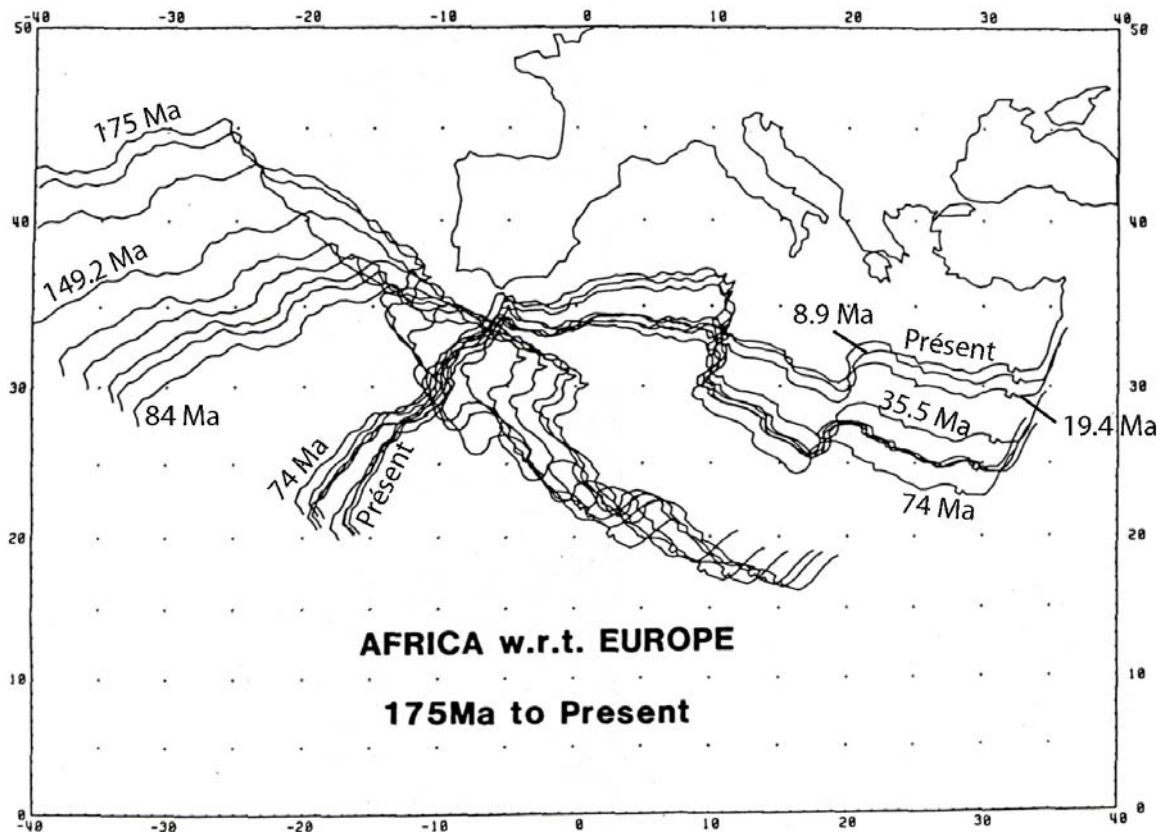 -40 -30 -20 -10 0 10 20 30 40
50 50
175 Ma
40 40
149.2 Ma
8.9 Ma
Présent
30 30
35.5 Ma
19.4 Ma
84 Ma
74 Ma
Présent
74 Ma
20 20
AFRICA w.r.t. EUROPE
175Ma to Present
10 10
0 0
-40 -30 -20 -10 0 10 20 30 40